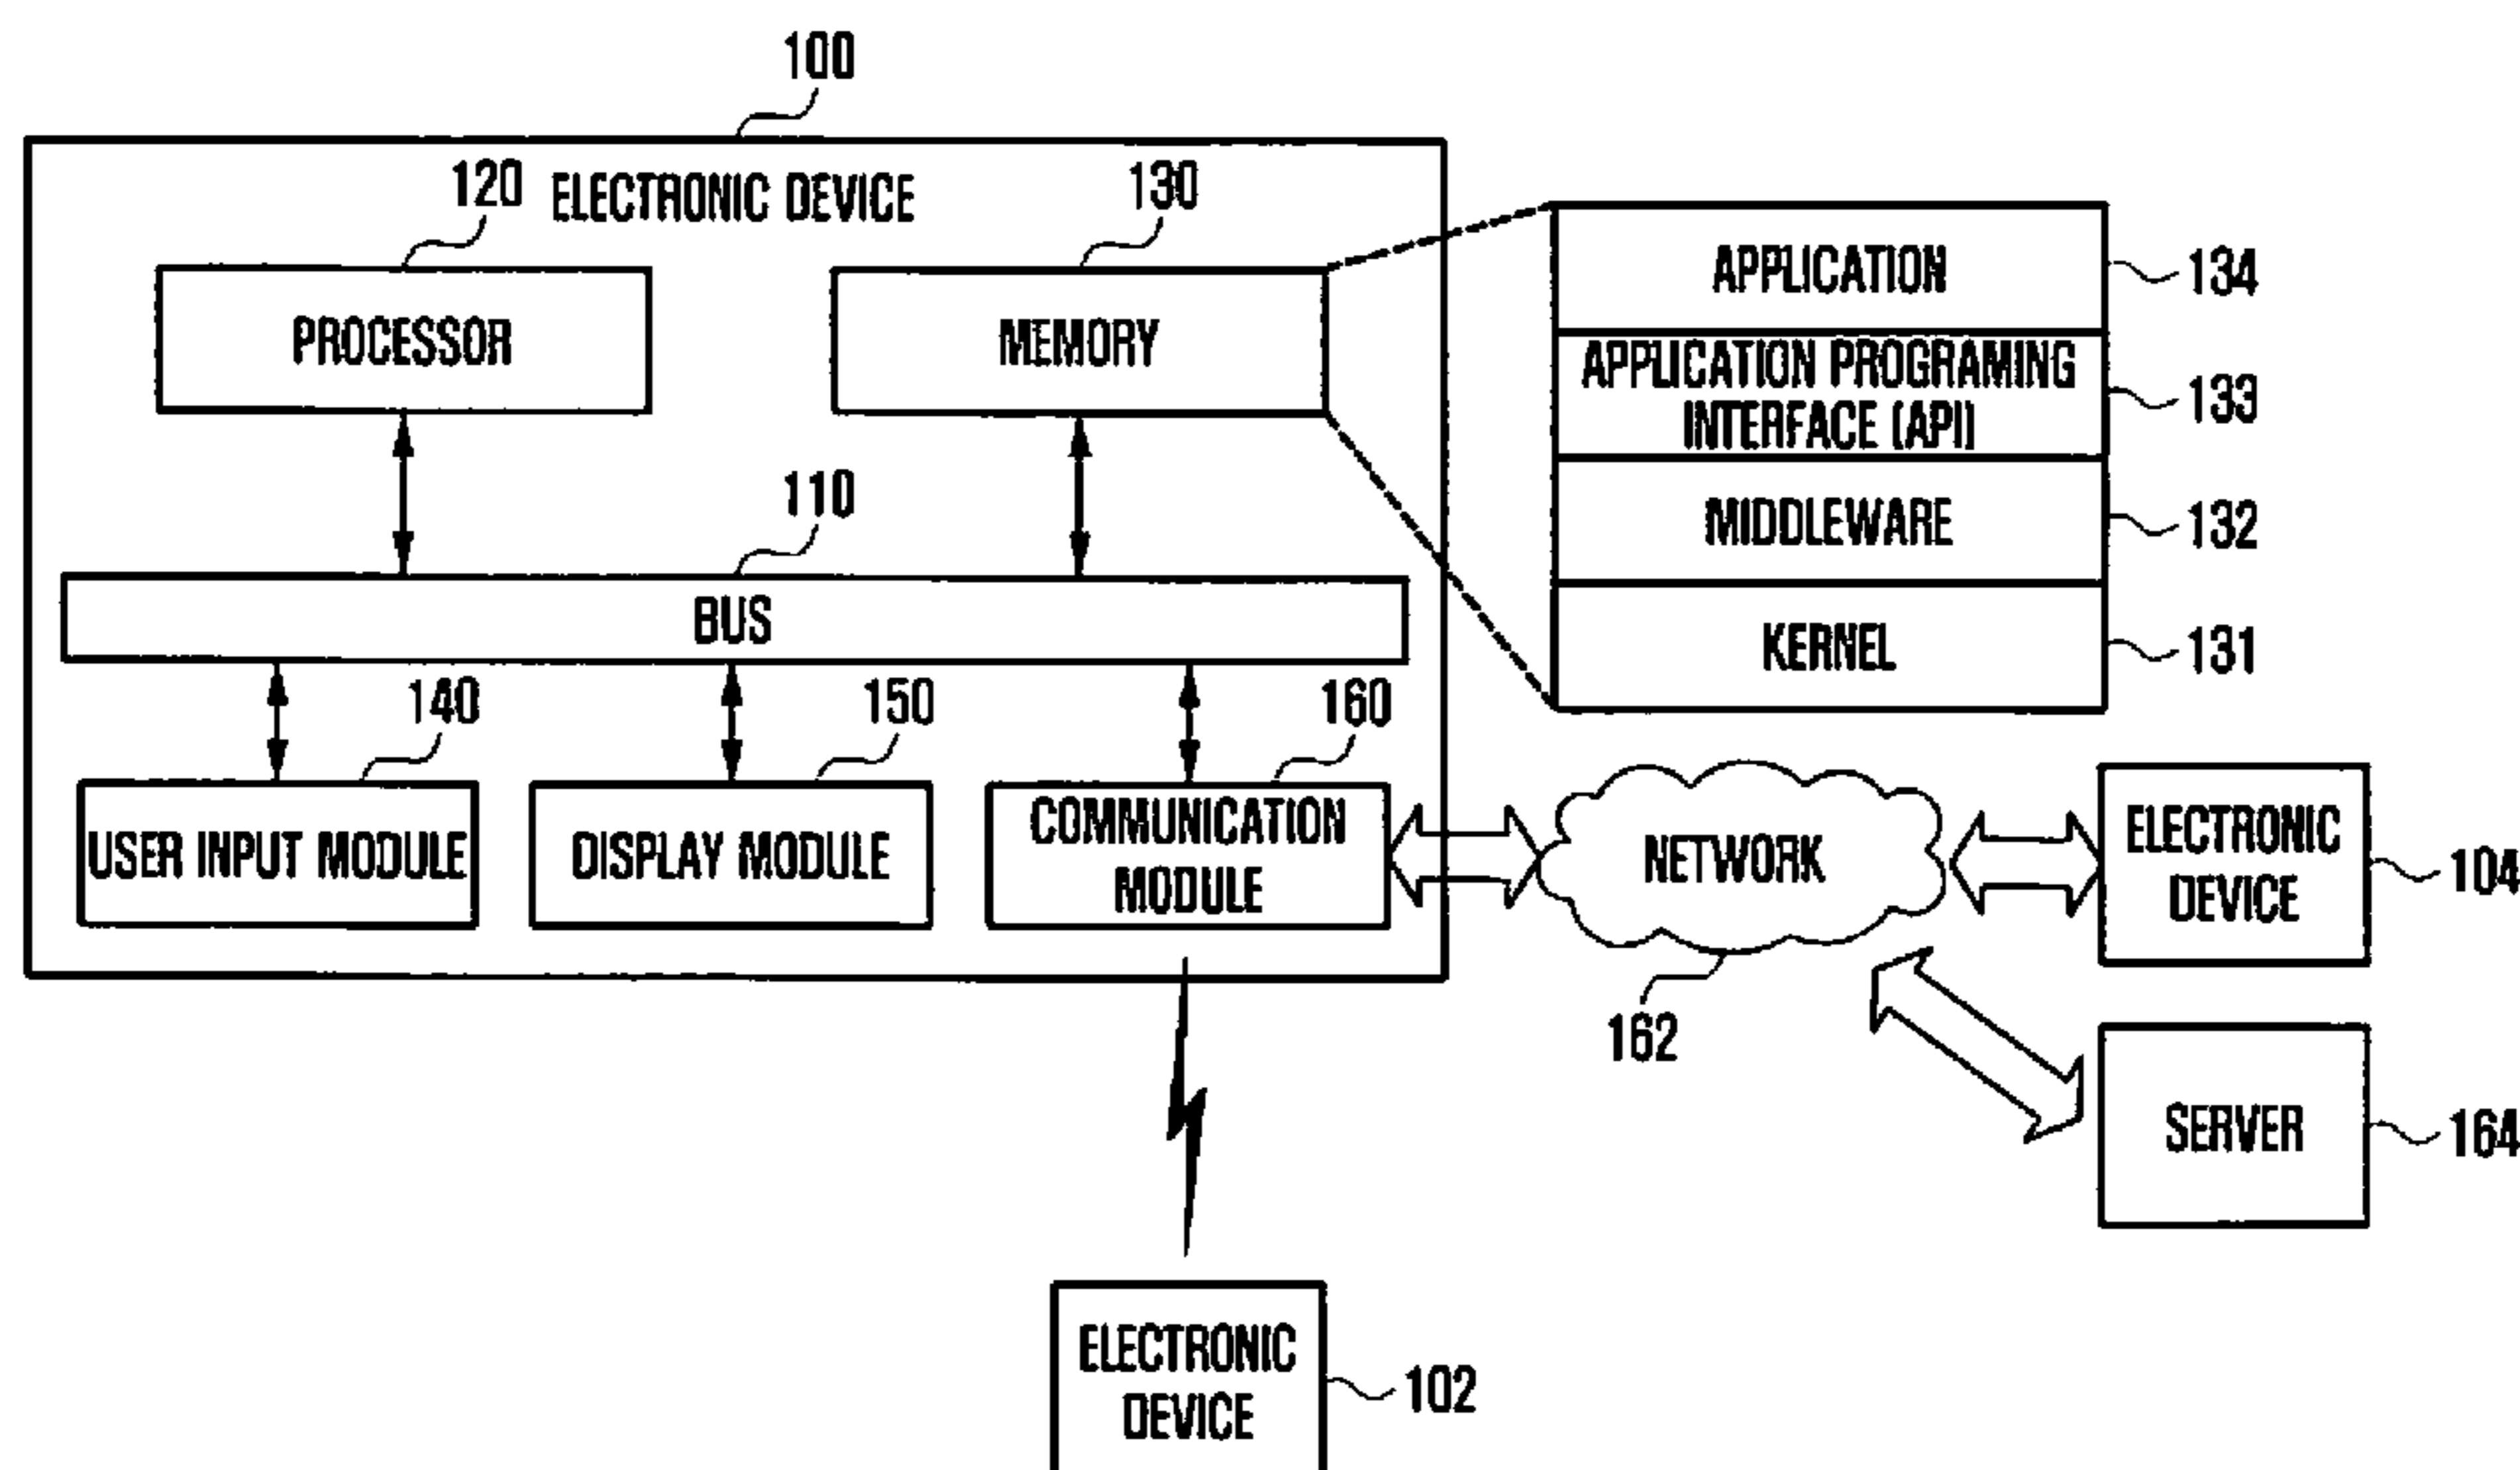 100
120
ELECTRONIC DEVICE
130
PROCESSOR
MEMORY
110
BUS
140
150
160
USER INPUT MODULE
DISPLAY MODULE
COMMUNICATION
MODULE
APPLICATION
134
APPLICATION PROGRAMING
INTERFACE (API)
133
MIDDLEWARE
132
KERNEL
131
NETWORK
162
ELECTRONIC
DEVICE
104
SERVER
164
ELECTRONIC
DEVICE
102